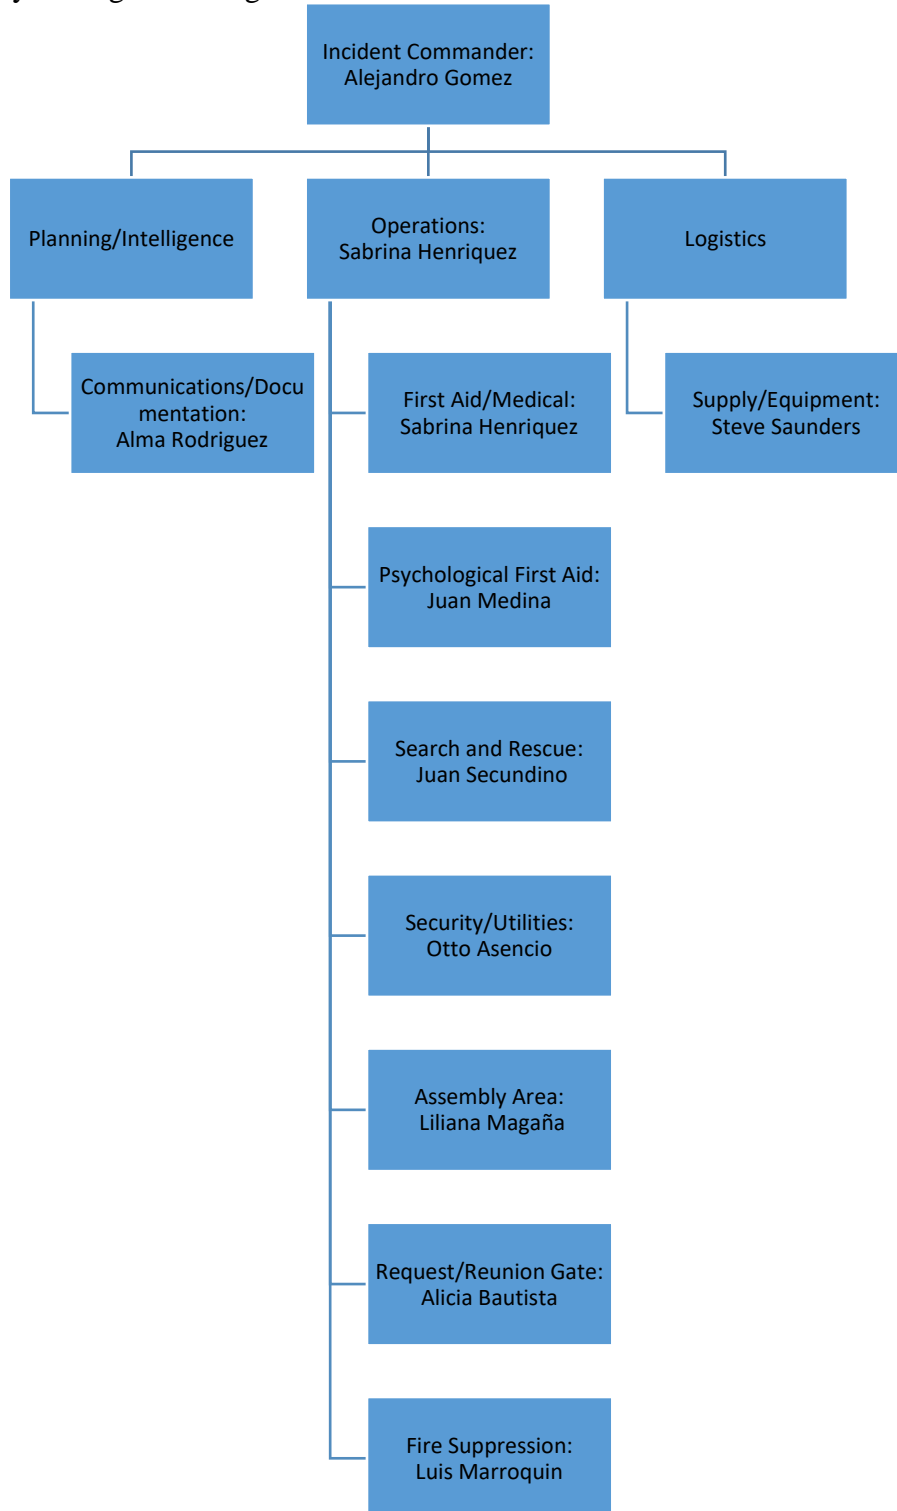 Incident Commander:
Alejandro Gomez
Planning/Intelligence
Operations:
Sabrina Henriquez
Logistics
Communications/Docu
mentation:
Alma Rodriguez
First Aid/Medical:
Sabrina Henriquez
Supply/Equipment:
Steve Saunders
Psychological First Aid:
Juan Medina
Search and Rescue:
Juan Secundino
Security/Utilities:
Otto Asencio
Assembly Area:
Liliana Magaña
Request/Reunion Gate:
Alicia Bautista
Fire Suppression:
Luis Marroquin